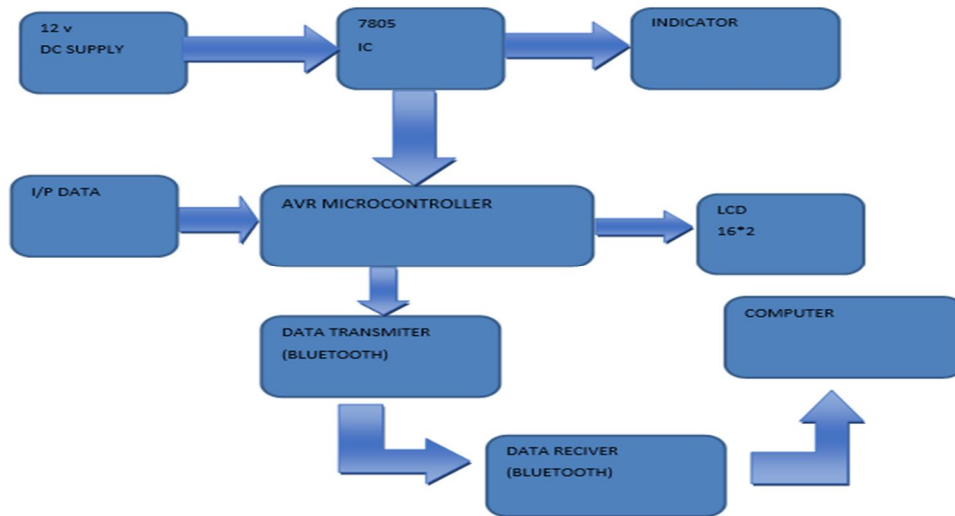 12 v
DC SUPPLY
7805
IC
INDICATOR
I/P DATA
AVR MICROCONTROLLER
LCD
16*2
DATA TRANSMITER
(BLUETOOTH)
COMPUTER
DATA RECIVER
(BLUETOOTH)